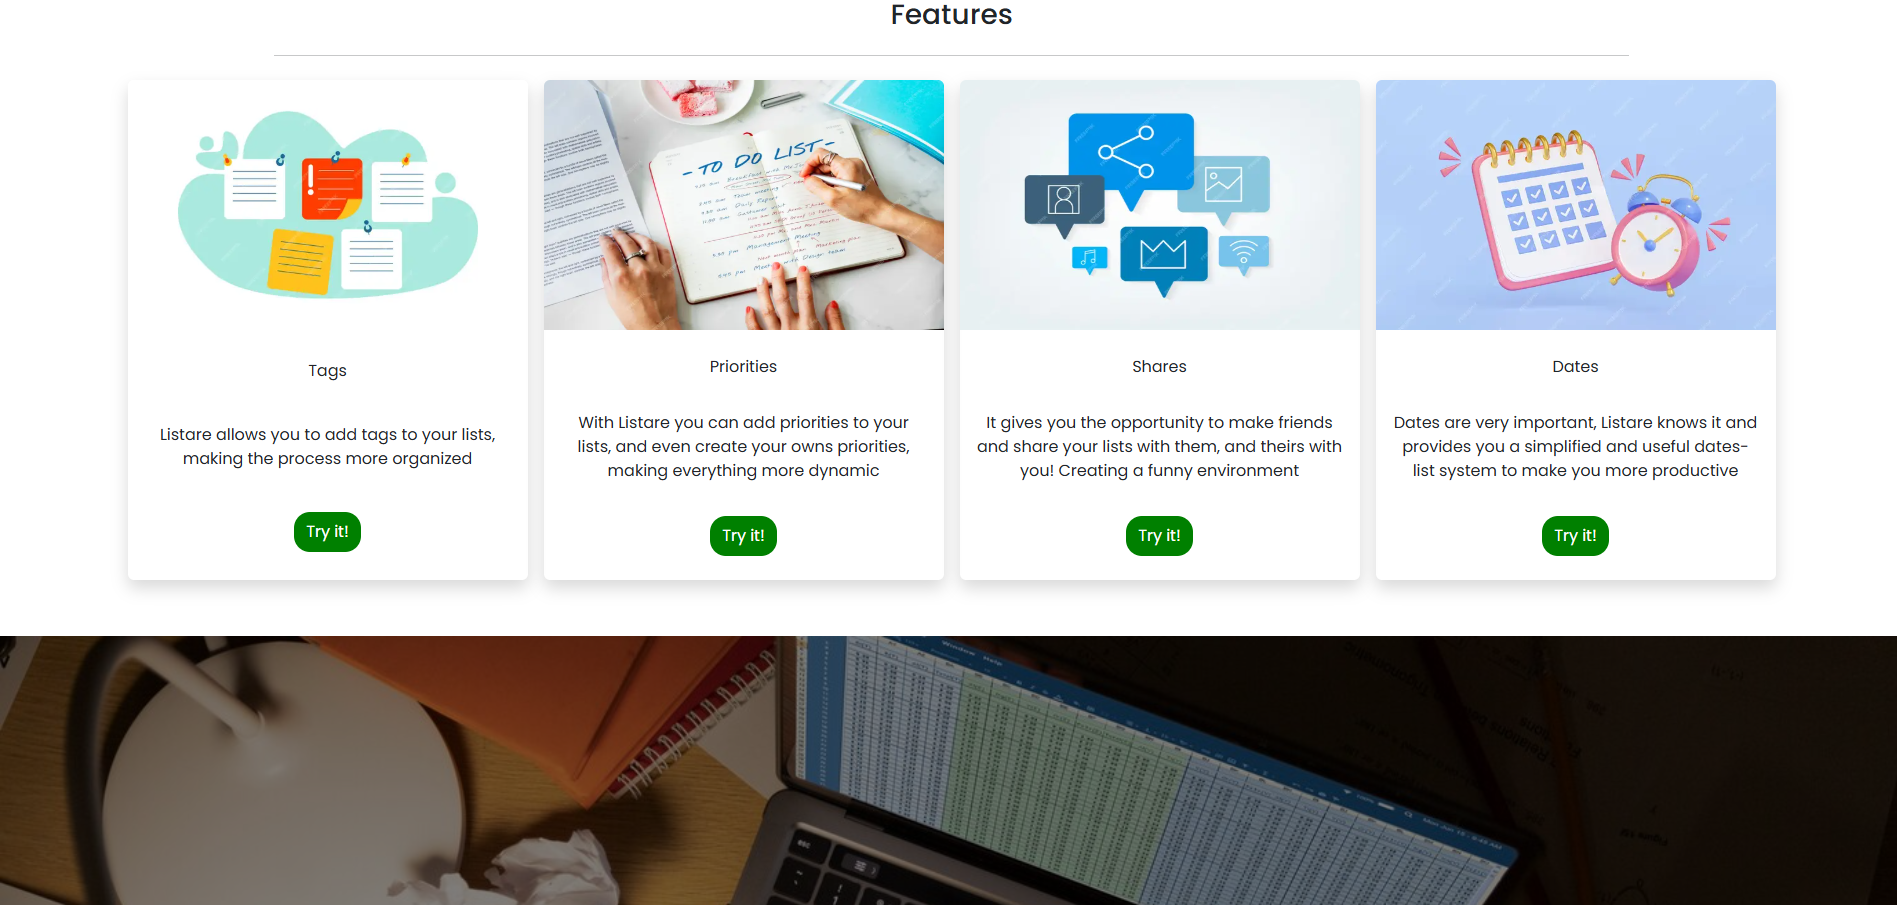 Features
- TO DO LIST -
Tags
Listare allows you to add tags to your lists,
making the process more organized
Try it!
Priorities
With Listare you can add priorities to your
lists, and even create your owns priorities,
making everything more dynamic
Try it!
Shares
It gives you the opportunity to make friends
and share your lists with them, and theirs with
you! Creating a funny environment
Try it!
Dates
Dates are very important, Listare knows it and
provides you a simplified and useful dates-
list system to make you more productive
Try it!
Window Help
esc